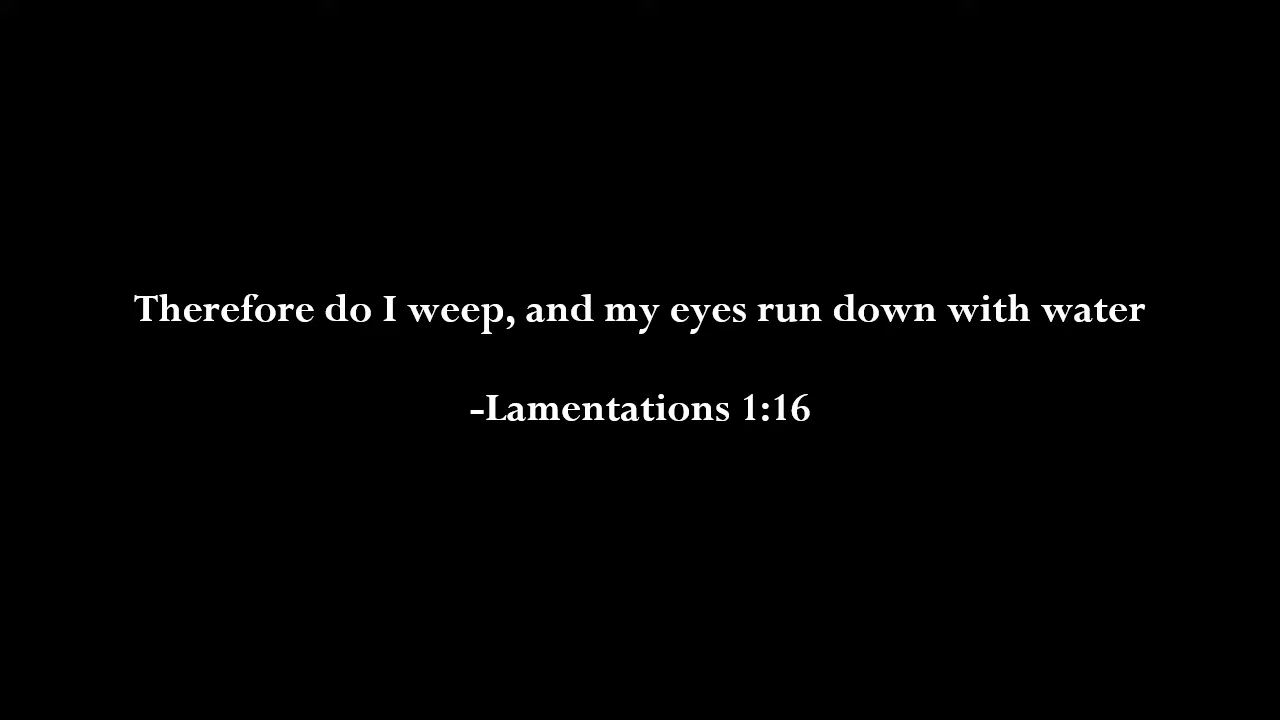 Therefore do I weep, and my eyes run down with water
-Lamentations 1:16